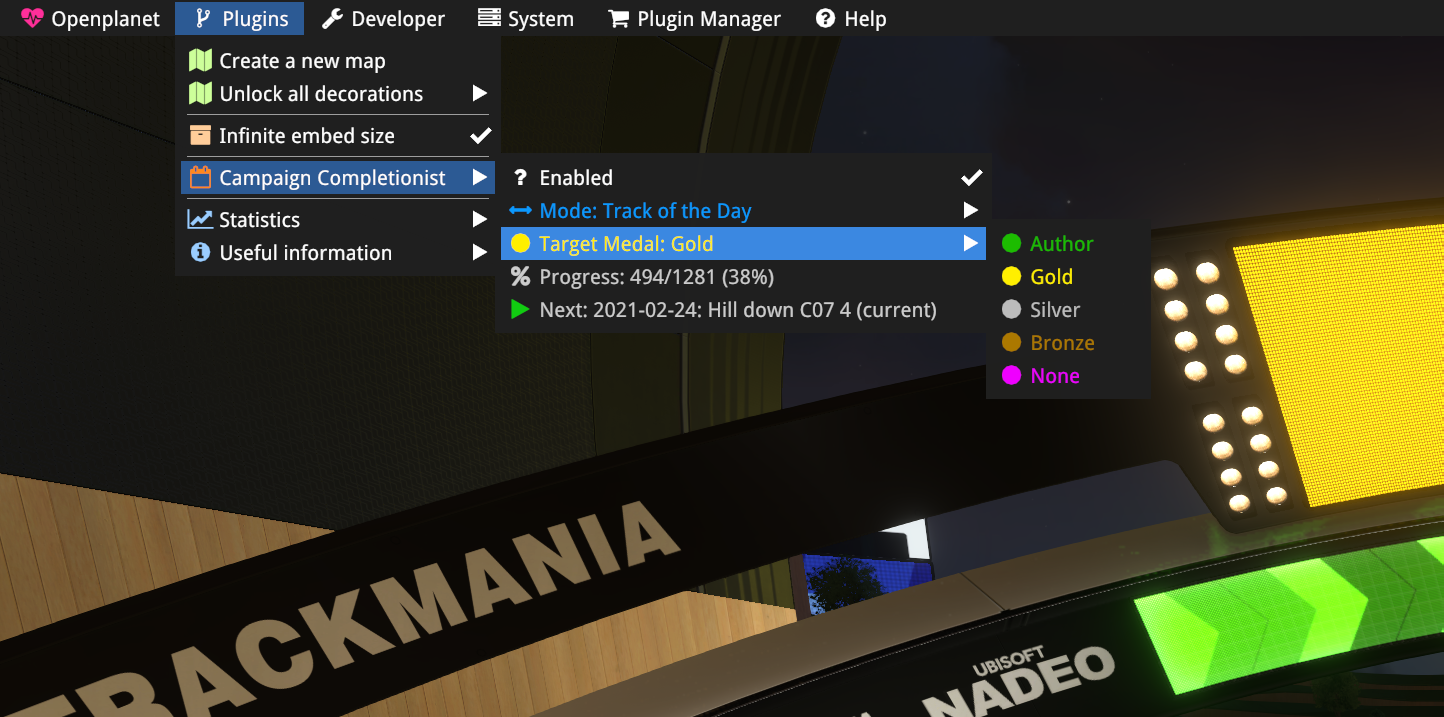 Openplanet Plugins Developer System Plugin Manager Help
Create a new map
Unlock all decorations
Infinite embed size
Campaign Completionist
Statistics
Useful information
Enabled
Mode: Track of the Day
Target Medal: Gold
Progress: 494/1281 (38%)
Next: 2021-02-24: Hill down C07 4 (current)
Author
Gold
Silver
Bronze
None
TRACKMANIA
UBISOFT
NADEO